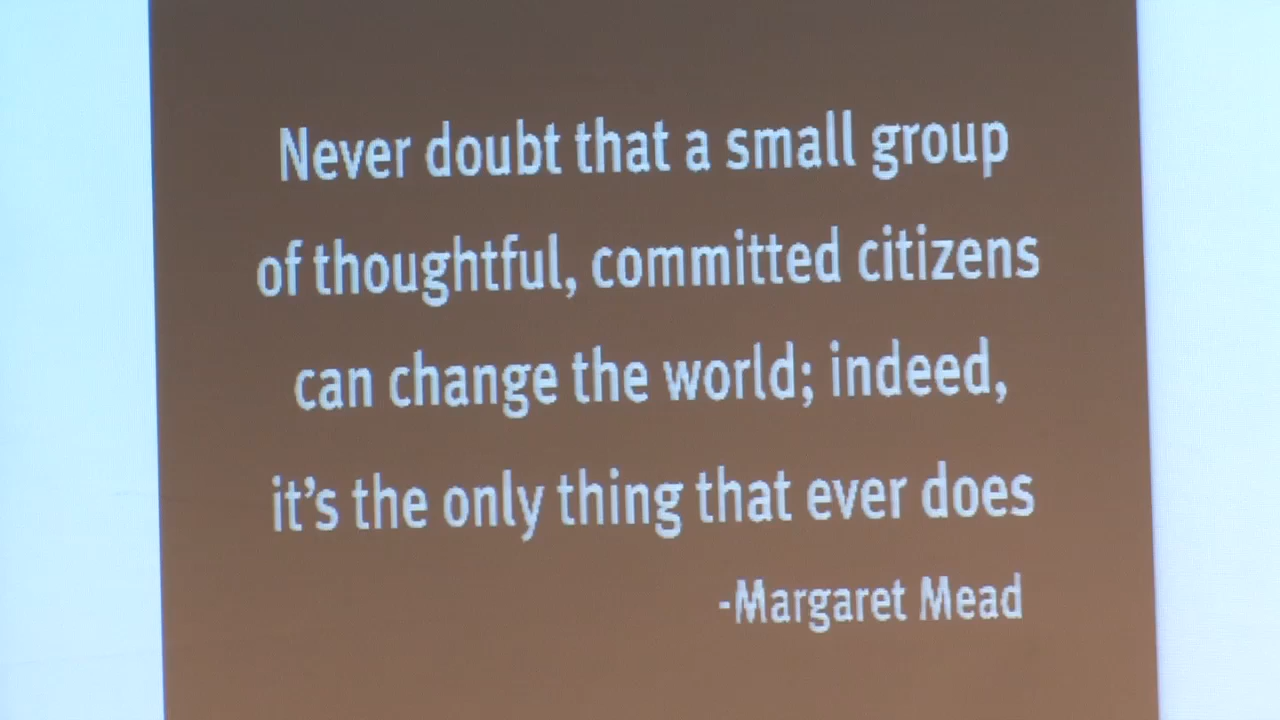 Never doubt that a small group
of thoughtful, committed citizens
can change the world; indeed,
it’s the only thing that ever does
-Margaret Mead